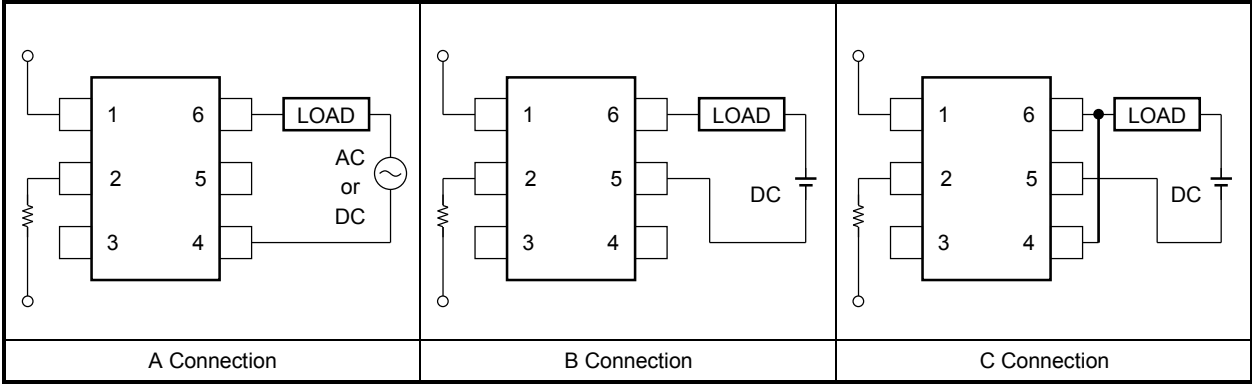 1 6 LOAD
2 5 AC or DC
3 4
A Connection
1 6 LOAD
2 5 DC
3 4
B Connection
1 6 LOAD
2 5 DC
3 4
C Connection